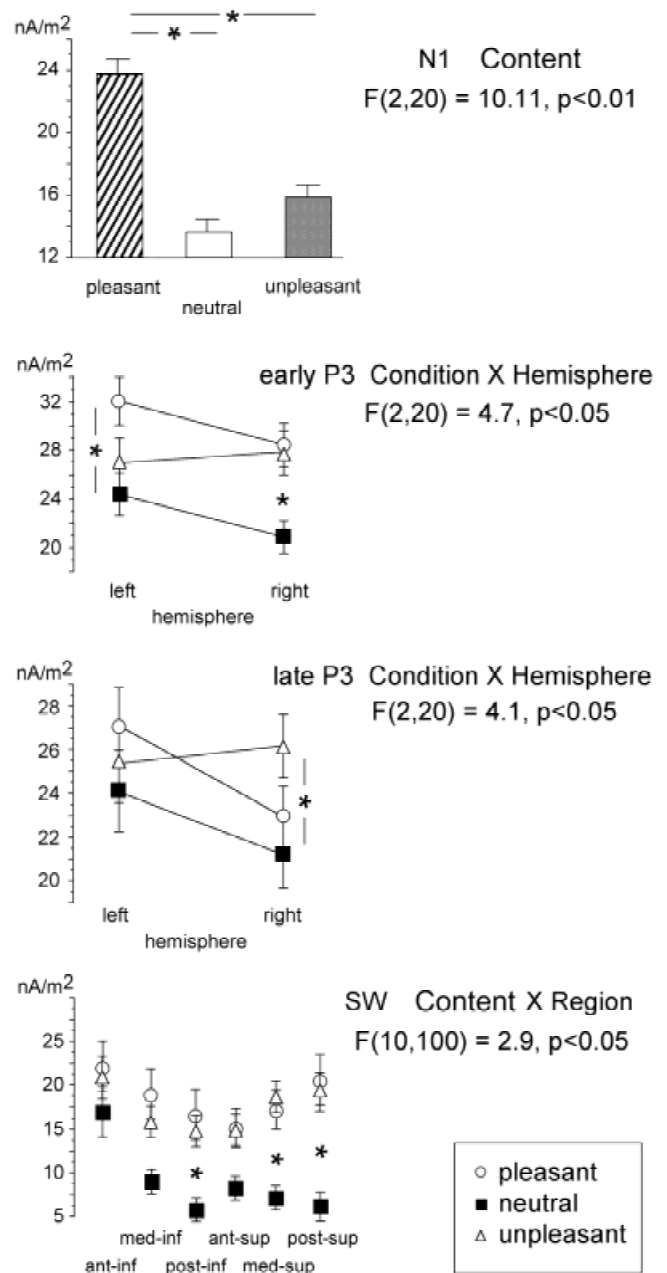 nA/m2
*
*
24
20
16
12
pleasant
neutral
unpleasant
N1 Content
F(2,20) = 10.11, p<0.01
nA/m2
32
28
24
20
*
*
left
right
hemisphere
early P3 Condition X Hemisphere
F(2,20) = 4.7, p<0.05
nA/m2
28
26
24
22
20
*
left
right
hemisphere
late P3 Condition X Hemisphere
F(2,20) = 4.1, p<0.05
nA/m2
25
20
15
10
5
* * *
med-inf ant-sup post-sup
ant-inf post-inf med-sup
SW Content X Region
F(10,100) = 2.9, p<0.05
pleasant
neutral
unpleasant